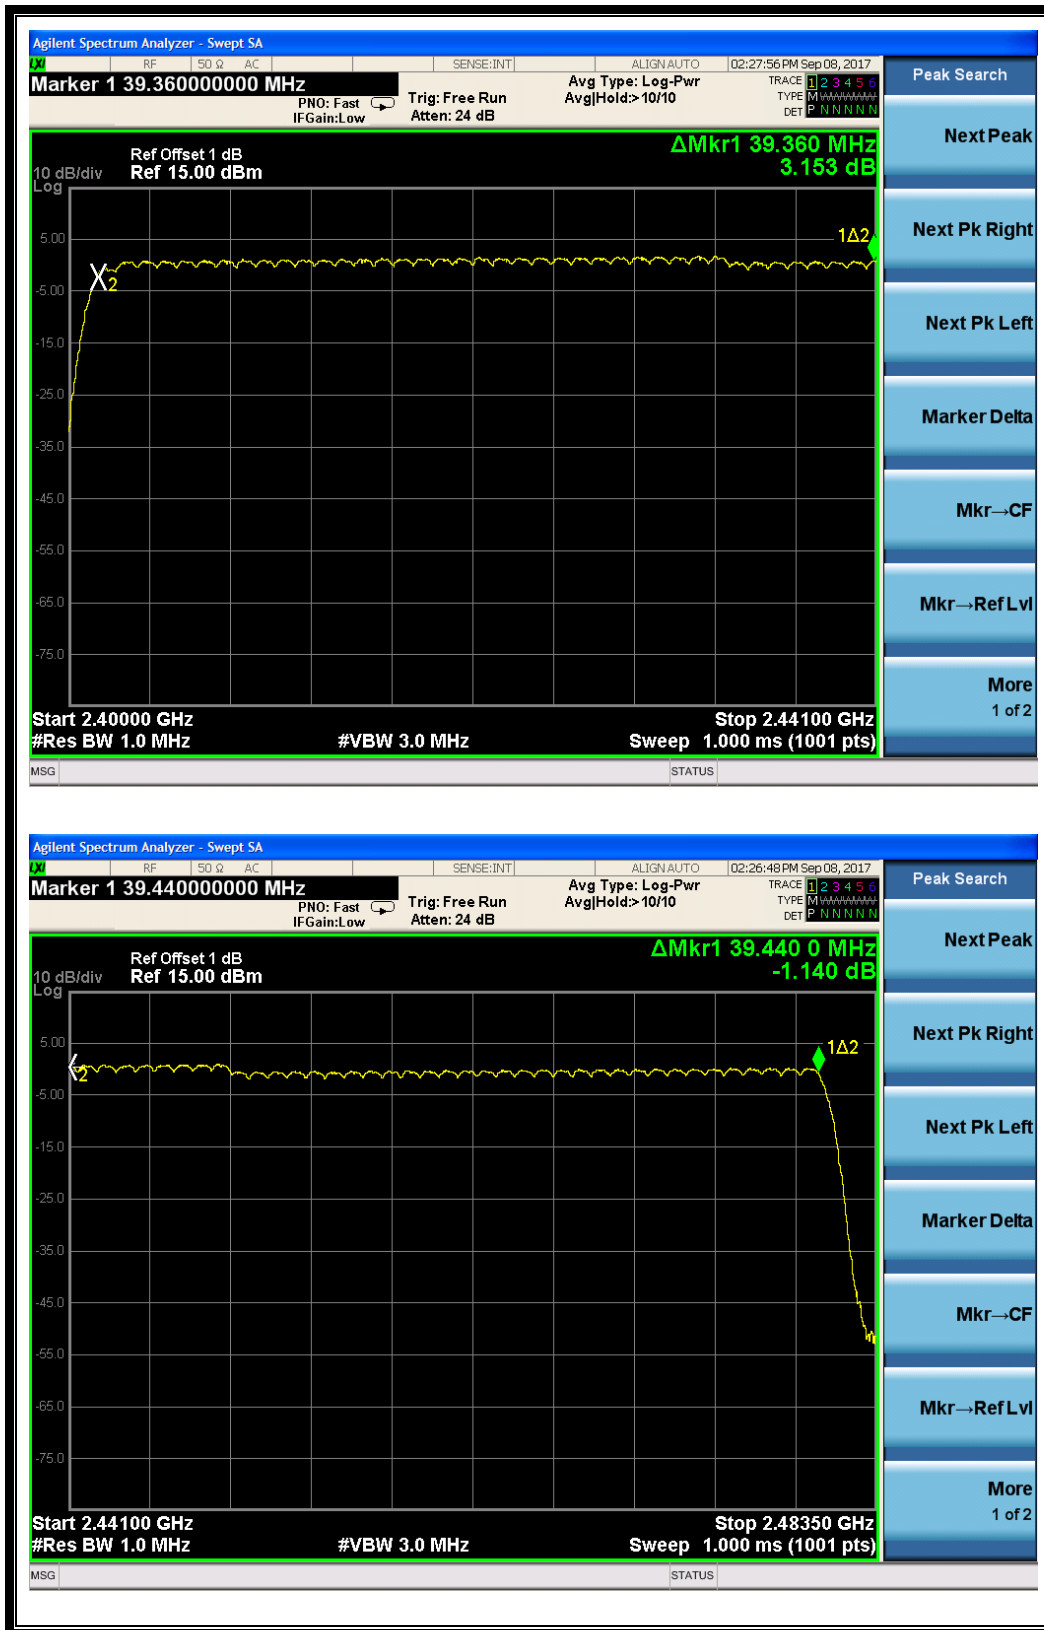 Agilent Spectrum Analyzer - Swept SA
LXI RF 50 Ω AC SENSE:INT ALIGN AUTO 02:27:56 PM Sep 08, 2017
Marker 1 39.360000000 MHz
PNO: Fast
IFGain:Low
Trig: Free Run
Atten: 24 dB
Avg Type: Log-Pwr
Avg|Hold:>10/10
TRACE 1 2 3 4 5 6
TYPE M
DET P N N N N N
Peak Search
ΔMkr1 39.360 MHz
3.153 dB
Ref Offset 1 dB
10 dB/div Ref 15.00 dBm
Log
5.00
-5.00
-15.0
-25.0
-35.0
-45.0
-55.0
-65.0
-75.0
1Δ2
2
Start 2.40000 GHz Stop 2.44100 GHz
#Res BW 1.0 MHz #VBW 3.0 MHz Sweep 1.000 ms (1001 pts)
MSG STATUS
Next Peak
Next Pk Right
Next Pk Left
Marker Delta
Mkr→CF
Mkr→Ref Lvl
More
1 of 2
Agilent Spectrum Analyzer - Swept SA
LXI RF 50 Ω AC SENSE:INT ALIGN AUTO 02:26:48 PM Sep 08, 2017
Marker 1 39.440000000 MHz
PNO: Fast
IFGain:Low
Trig: Free Run
Atten: 24 dB
Avg Type: Log-Pwr
Avg|Hold:>10/10
TRACE 1 2 3 4 5 6
TYPE M
DET P N N N N N
Peak Search
ΔMkr1 39.440 0 MHz
-1.140 dB
Ref Offset 1 dB
10 dB/div Ref 15.00 dBm
Log
5.00
-5.00
-15.0
-25.0
-35.0
-45.0
-55.0
-65.0
-75.0
1Δ2
2
Start 2.44100 GHz Stop 2.48350 GHz
#Res BW 1.0 MHz #VBW 3.0 MHz Sweep 1.000 ms (1001 pts)
MSG STATUS
Next Peak
Next Pk Right
Next Pk Left
Marker Delta
Mkr→CF
Mkr→Ref Lvl
More
1 of 2